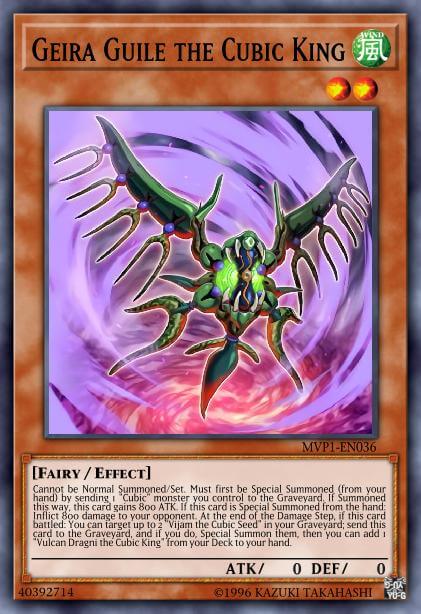 Geira Guile the Cubic King
WIND
風
MVP1-EN036
[Fairy / Effect]
Cannot be Normal Summoned/Set. Must first be Special Summoned (from your
hand) by sending 1 "Cubic" monster you control to the Graveyard. If Summoned
this way, this card gains 800 ATK. If this card is Special Summoned from the hand:
Inflict 800 damage to your opponent. At the end of the Damage Step, if this card
battled: You can target up to 2 "Vijam the Cubic Seed" in your Graveyard; send this
card to the Graveyard, and if you do, Special Summon them, then you can add 1
"Vulcan Dragni the Cubic King" from your Deck to your hand.
ATK/ 0 DEF/ 0
40392714 ©1996 KAZUKI TAKAHASHI